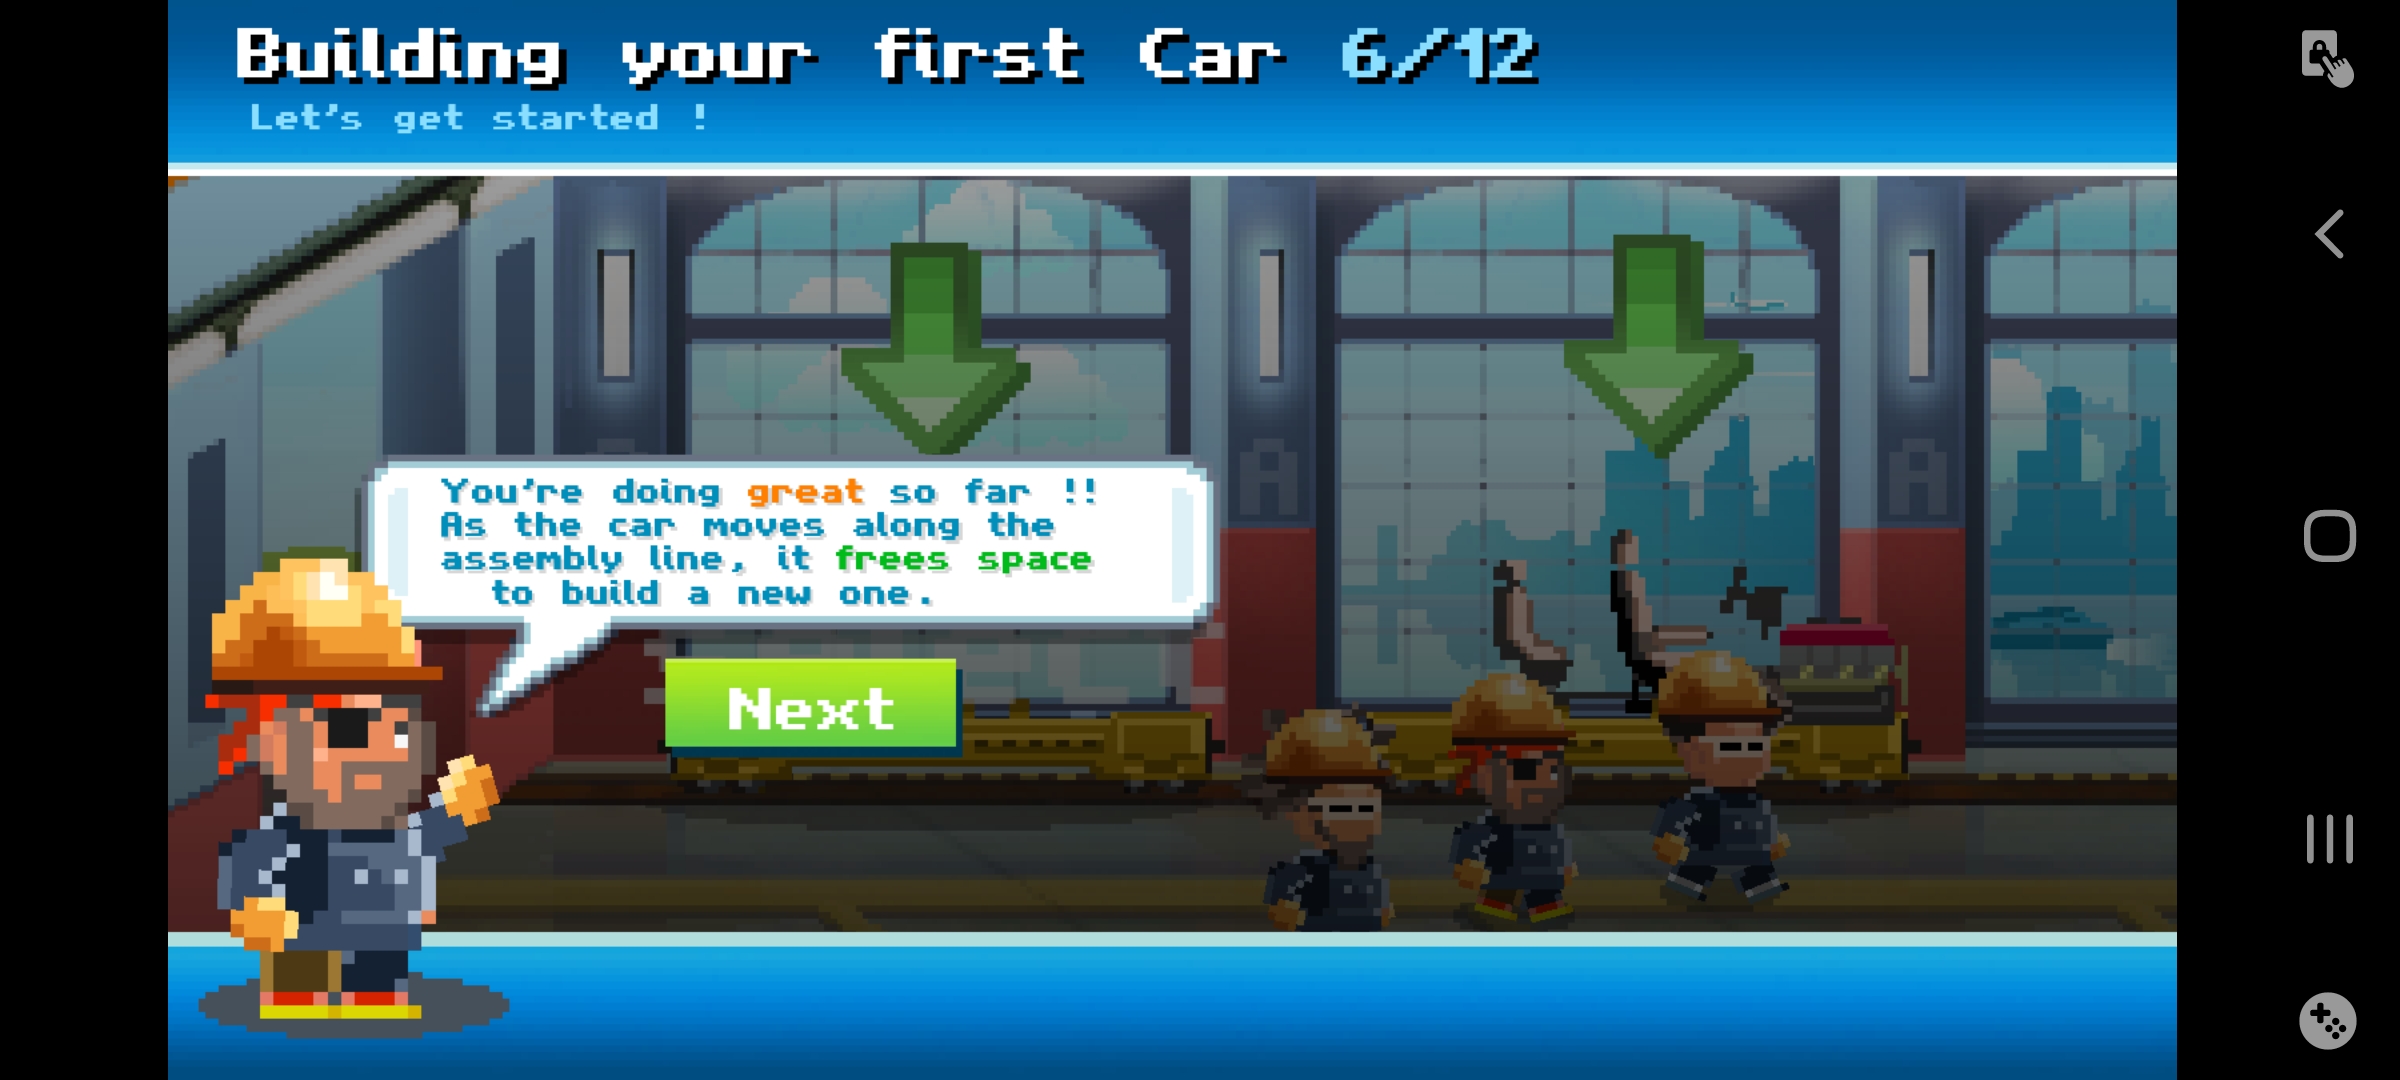 Building your first Car 6/12
Let's get started !
You're doing great so far !!
As the car moves along the
assembly line, it frees space
to build a new one.
Next
A
A